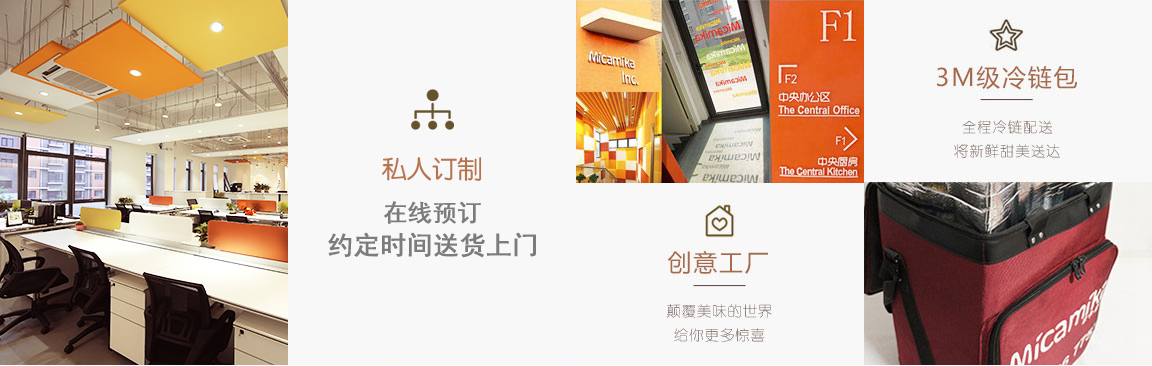 私人订制
在线预订
约定时间送货上门
Micamika
Inc.
Micamika
F1
F2
中央办公区
The Central Office
F1
中央厨房
The Central Kitchen
创意工厂
颠覆美味的世界
给你更多惊喜
3M级冷链包
全程冷链配送
将新鲜甜美送达
Micamika